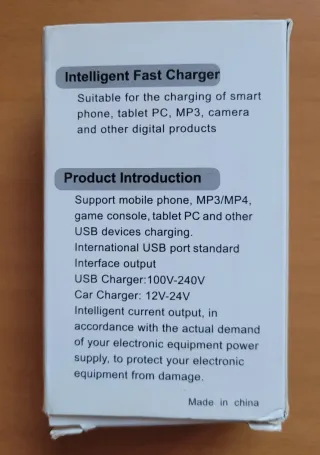 Intelligent Fast Charger
Suitable for the charging of smart
phone, tablet PC, MP3, camera
and other digital products
Product Introduction
Support mobile phone, MP3/MP4,
game console, tablet PC and other
USB devices charging.
International USB port standard
Interface output
USB Charger:100V-240V
Car Charger: 12V-24V
Intelligent current output, in
accordance with the actual demand
of your electronic equipment power
supply, to protect your electronic
equipment from damage.
Made in china